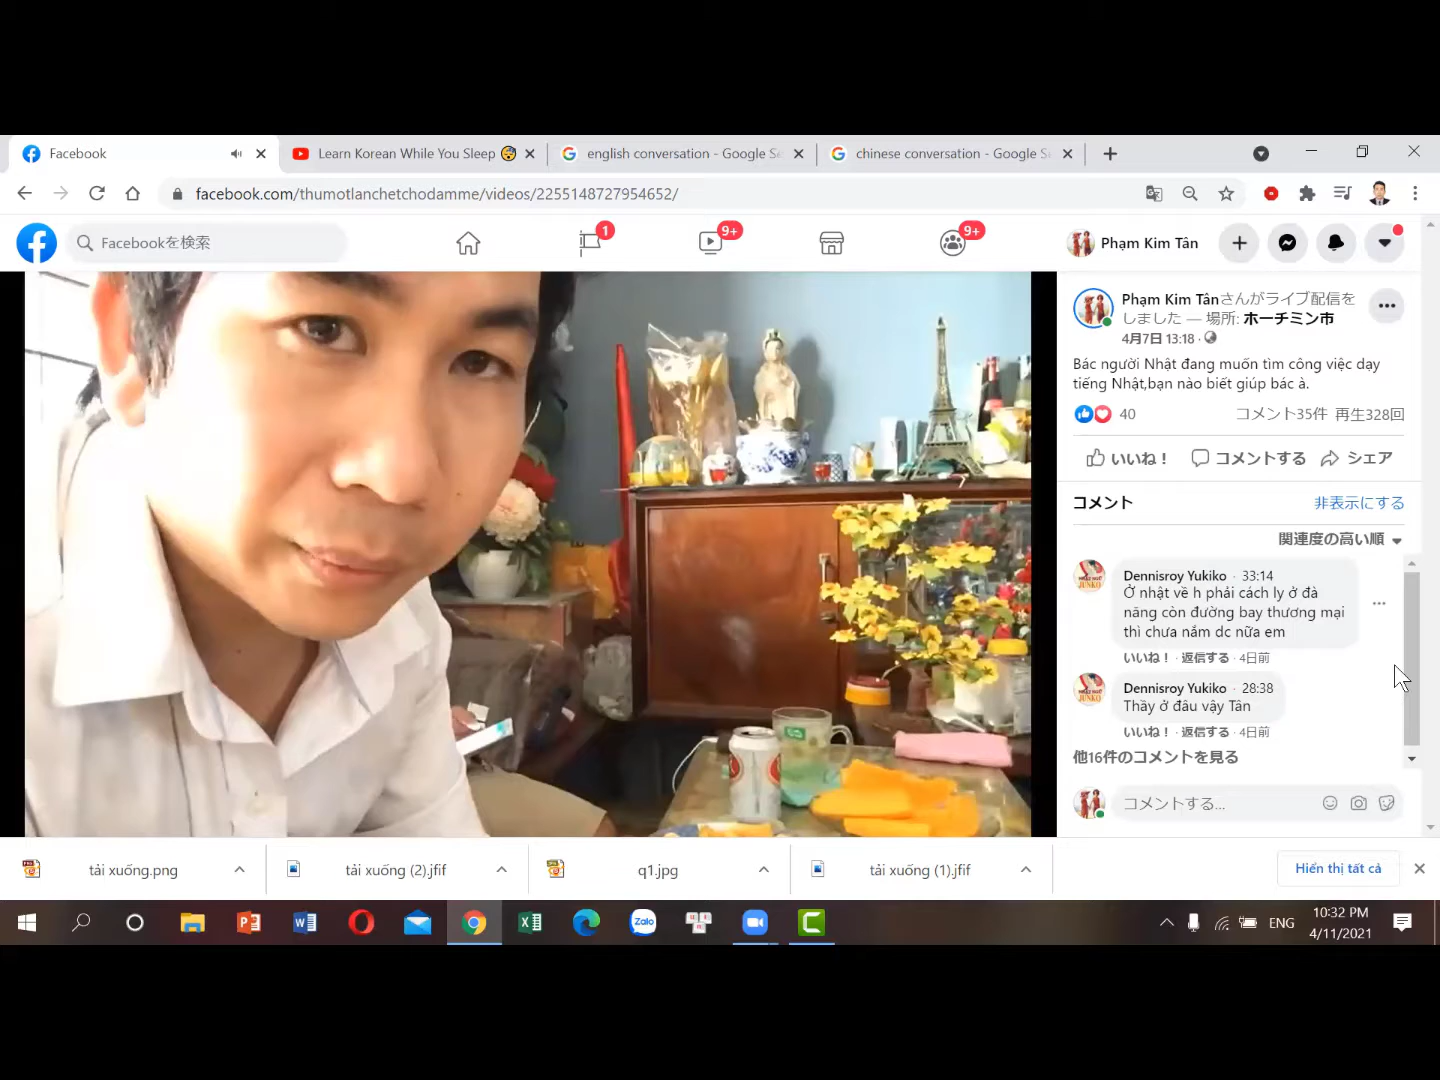 Facebook
Learn Korean While You Sleep 😴
english conversation - Google Se
chinese conversation - Google Se
facebook.com/thumotlanchetchodamme/videos/2255148727954652/
Facebookを検索
1
9+
9+
Phạm Kim Tân
Phạm Kim Tânさんがライブ配信を
しました — 場所: ホーチミン市
4月7日 13:18 ·
Bác người Nhật đang muốn tìm công việc dạy
tiếng Nhật,bạn nào biết giúp bác à.
40
コメント35件 再生328回
いいね！ コメントする シェア
コメント 非表示にする
関連度の高い順
Dennisroy Yukiko · 33:14
Ở nhật về h phải cách ly ở đà
nãng còn đường bay thương mại
thì chưa nắm dc nữa em
いいね！ · 返信する · 4日前
Dennisroy Yukiko · 28:38
Thầy ở đâu vậy Tân
いいね！ · 返信する · 4日前
他16件のコメントを見る
コメントする...
tải xuống.png
tải xuống (2).jfif
q1.jpg
tải xuống (1).jfif
Hiển thị tất cả
Zalo
ENG
10:32 PM
4/11/2021